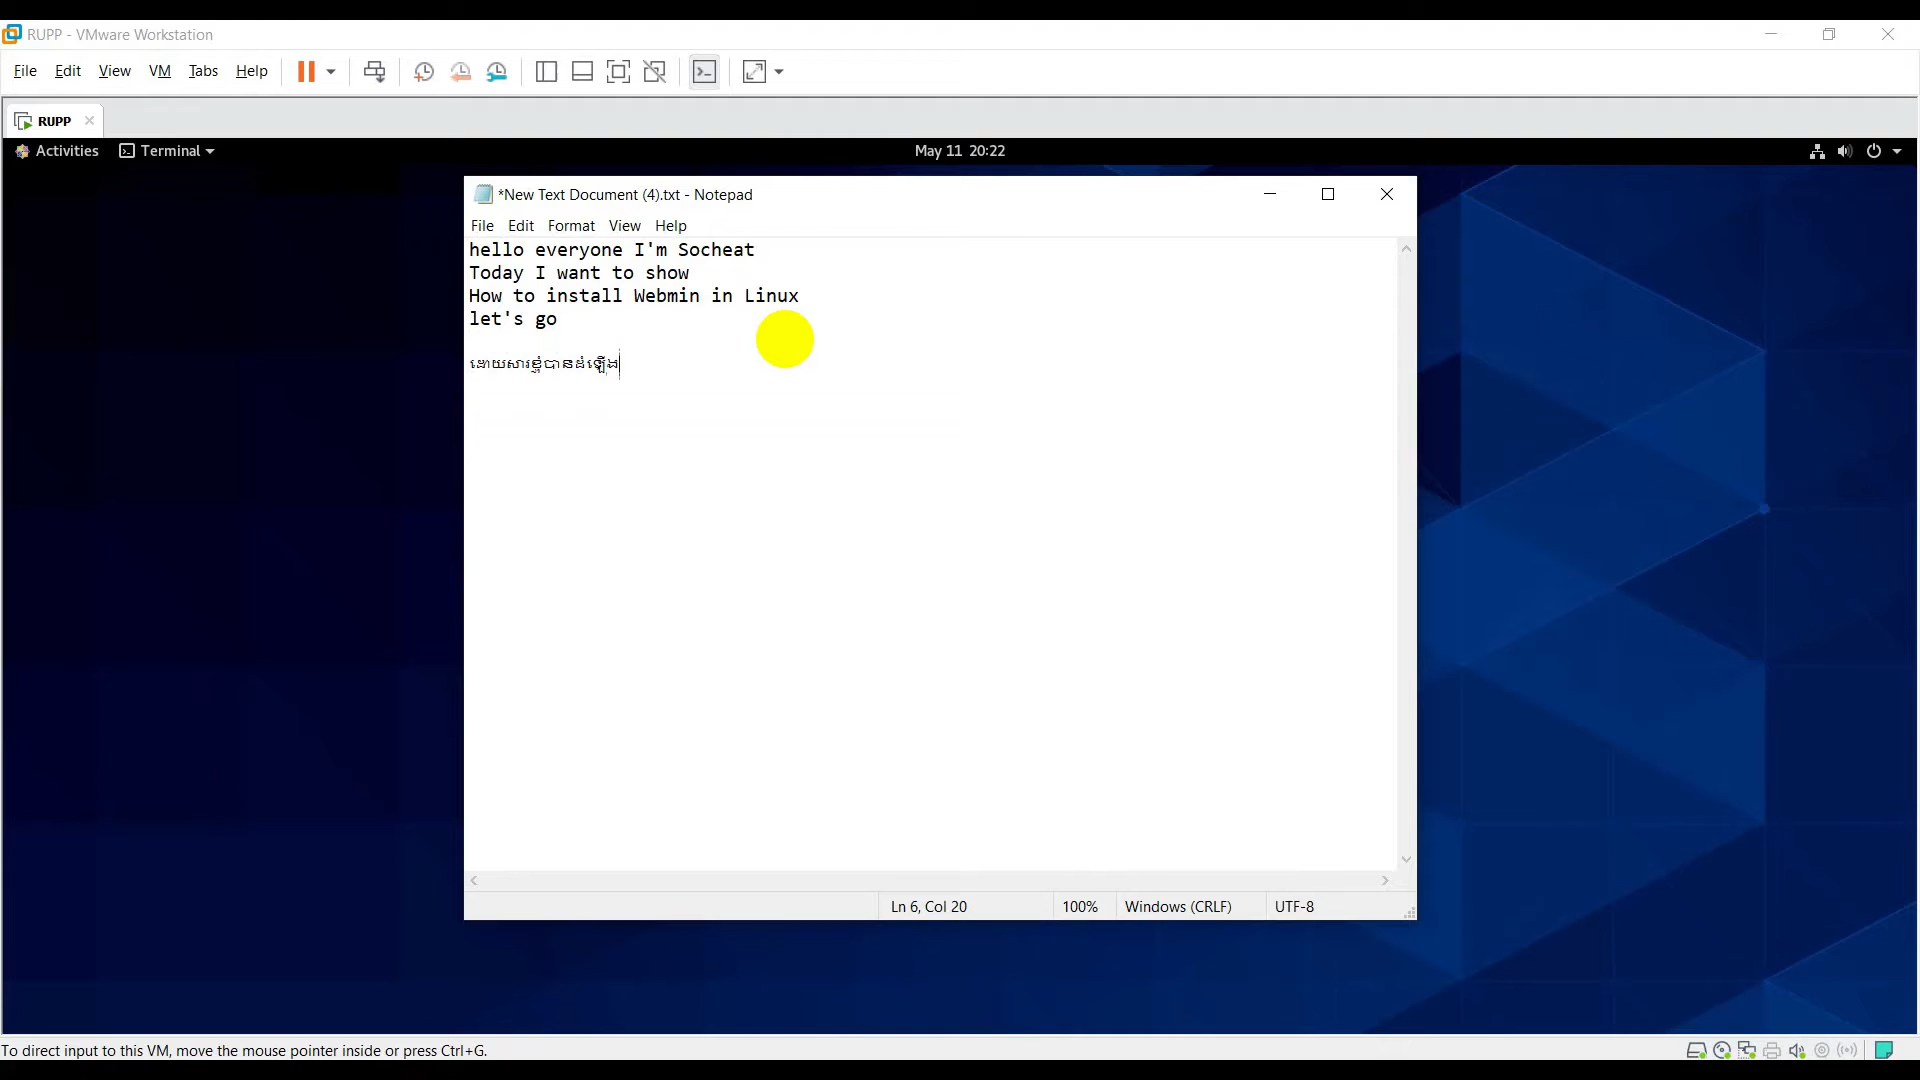 RUPP - VMware Workstation
File Edit View VM Tabs Help
RUPP
Activities Terminal May 11 20:22
*New Text Document (4).txt - Notepad
File Edit Format View Help
hello everyone I'm Socheat
Today I want to show
How to install Webmin in Linux
let's go
ដោយសារខ្ញុំបានដំឡើង
Ln 6, Col 20 100% Windows (CRLF) UTF-8
To direct input to this VM, move the mouse pointer inside or press Ctrl+G.